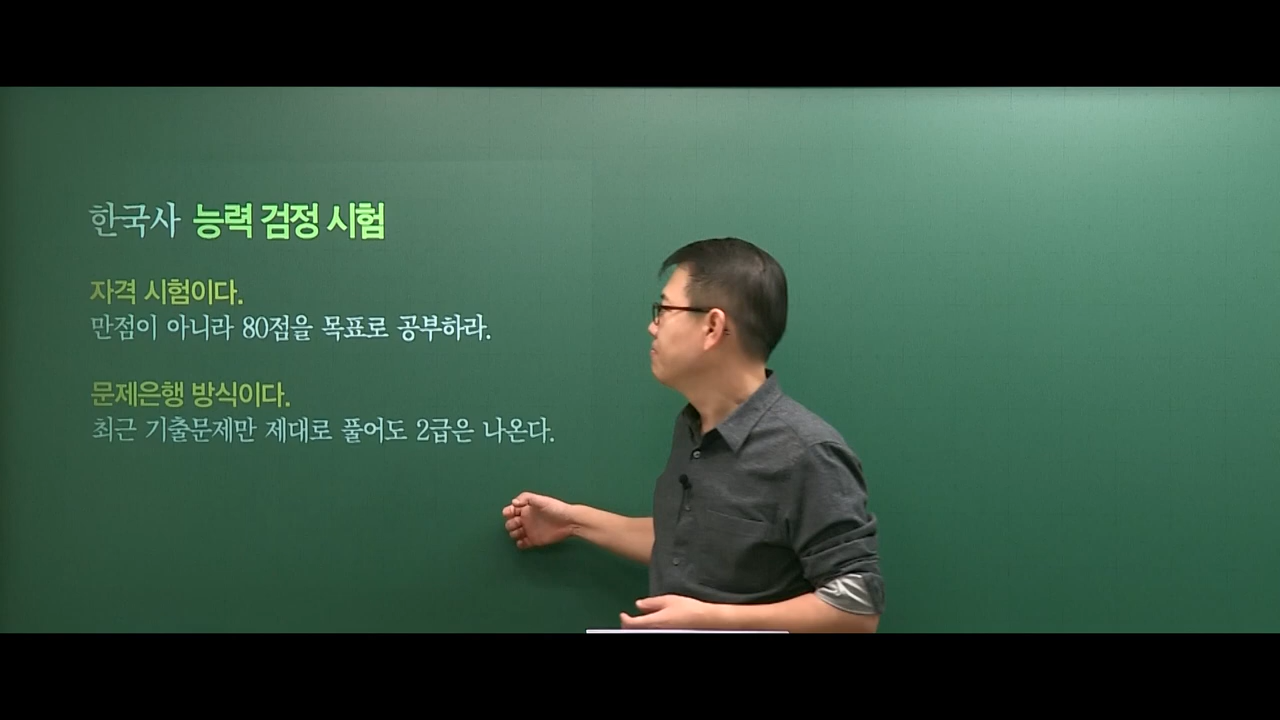 한국사 능력 검정 시험
자격 시험이다.
만점이 아니라 80점을 목표로 공부하라.
문제은행 방식이다.
최근 기출문제만 제대로 풀어도 2급은 나온다.